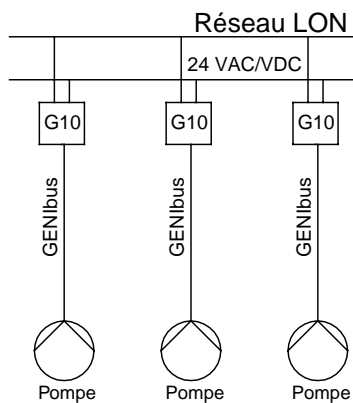 Réseau LON
24 VAC/VDC
G10 G10 G10
GENIbus GENIbus GENIbus
Pompe Pompe Pompe